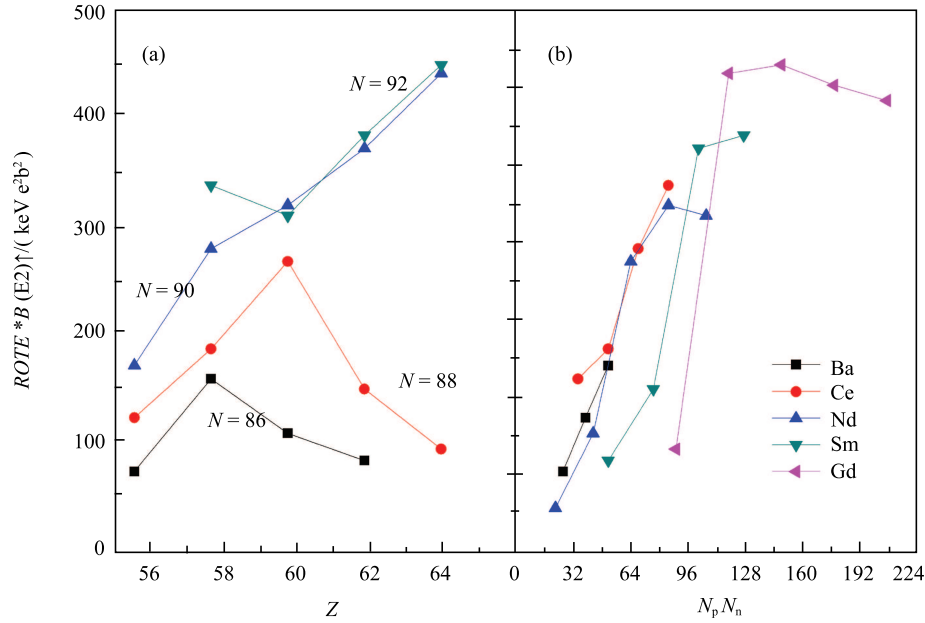 500
400
300
200
100
0
ROTE *B (E2)↑/( keV e²b²)
(a)
N = 92
N = 90
N = 88
N = 86
56 58 60 62 64
Z
(b)
Ba
Ce
Nd
Sm
Gd
0 32 64 96 128 160 192 224
NₚNₙ